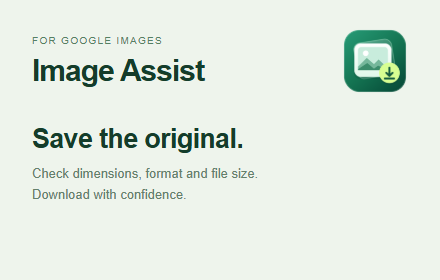 FOR GOOGLE IMAGES
Image Assist
Save the original.
Check dimensions, format and file size.
Download with confidence.